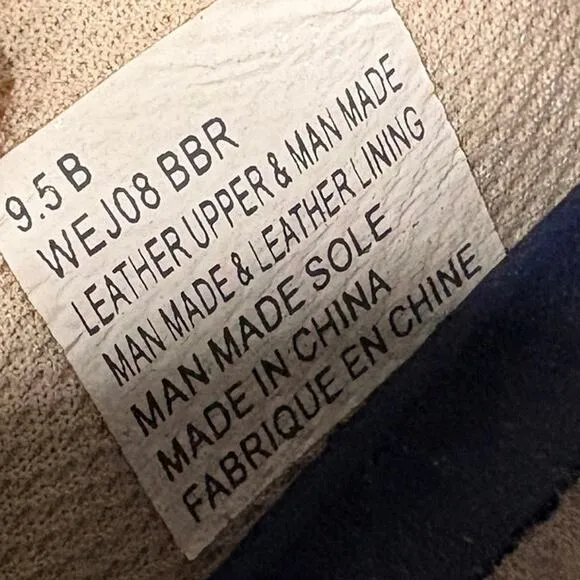 9.5 B
WEJ08 BBR
LEATHER UPPER & MAN MADE
MAN MADE & LEATHER LINING
MAN MADE SOLE
MADE IN CHINA
FABRIQUE EN CHINE